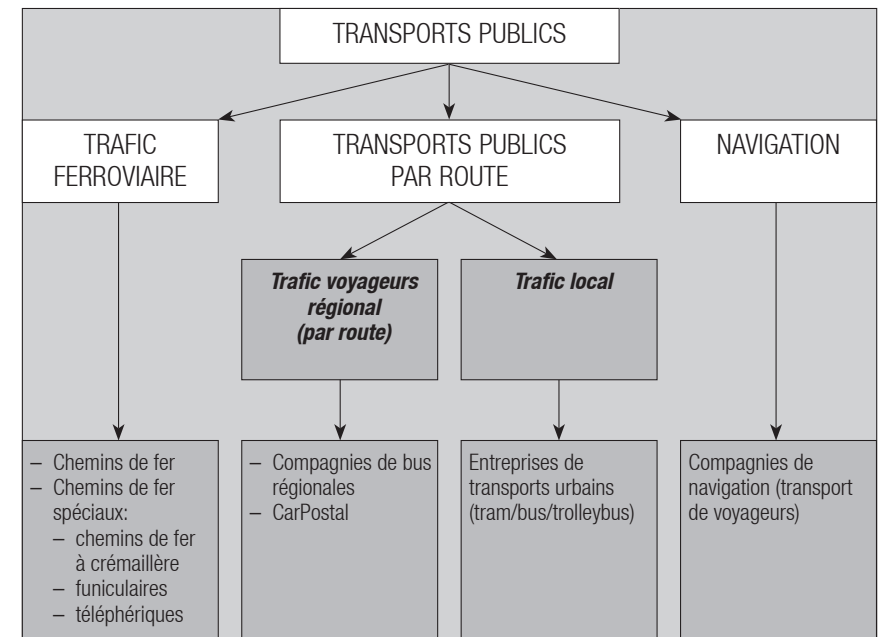 TRANSPORTS PUBLICS
TRAFIC
FERROVIAIRE
TRANSPORTS PUBLICS
PAR ROUTE
NAVIGATION
Trafic voyageurs
régional
(par route)
Trafic local
– Chemins de fer
– Chemins de fer
spéciaux:
– chemins de fer
à crémaillère
– funiculaires
– téléphériques
– Compagnies de bus
régionales
– CarPostal
Entreprises de
transports urbains
(tram/bus/trolleybus)
Compagnies de
navigation (transport
de voyageurs)